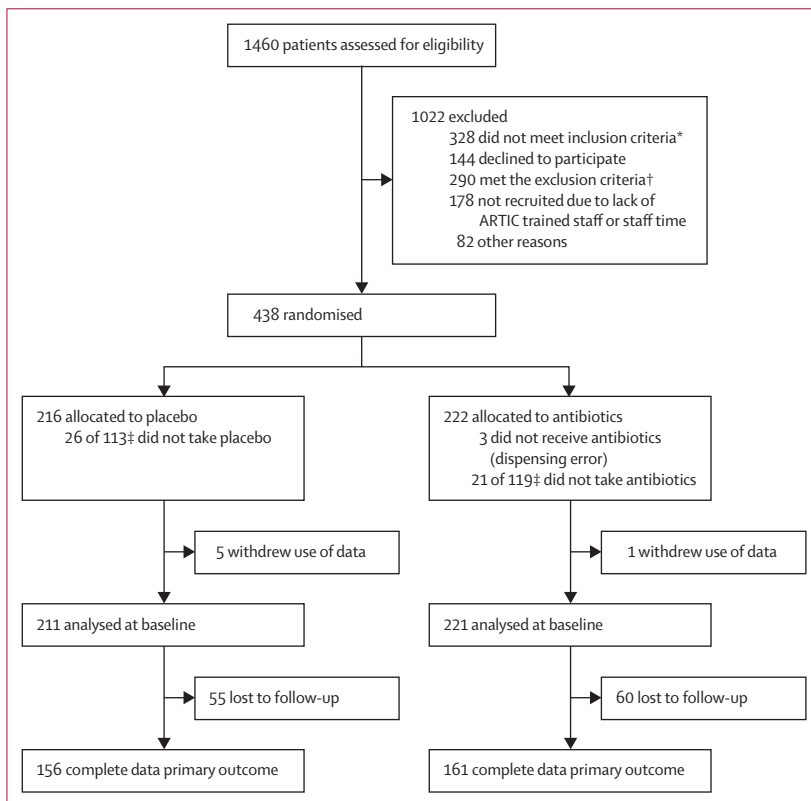 1460 patients assessed for eligibility
1022 excluded
328 did not meet inclusion criteria*
144 declined to participate
290 met the exclusion criteria†
178 not recruited due to lack of
ARTIC trained staff or staff time
82 other reasons
438 randomised
216 allocated to placebo
26 of 113‡ did not take placebo
222 allocated to antibiotics
3 did not receive antibiotics
(dispensing error)
21 of 119‡ did not take antibiotics
5 withdrew use of data
1 withdrew use of data
211 analysed at baseline
221 analysed at baseline
55 lost to follow-up
60 lost to follow-up
156 complete data primary outcome
161 complete data primary outcome